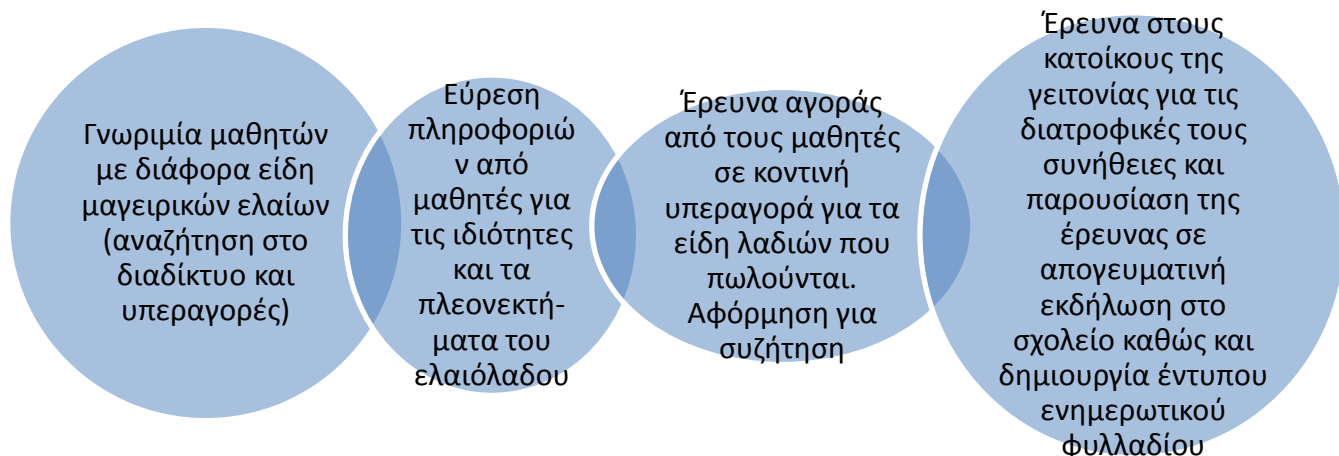 Γνωριμία μαθητών
με διάφορα είδη
μαγειρικών ελαίων
(αναζήτηση στο
διαδίκτυο και
υπεραγορές)
Εύρεση
πληροφοριώ
ν από
μαθητές για
τις ιδιότητες
και τα
πλεονεκτή-
ματα του
ελαιόλαδου
Έρευνα αγοράς
από τους μαθητές
σε κοντινή
υπεραγορά για τα
είδη λαδιών που
πωλούνται.
Αφόρμηση για
συζήτηση
Έρευνα στους
κατοίκους της
γειτονίας για τις
διατροφικές τους
συνήθειες και
παρουσίαση της
έρευνας σε
απογευματινή
εκδήλωση στο
σχολείο καθώς και
δημιουργία έντυπου
ενημερωτικού
φυλλαδίου